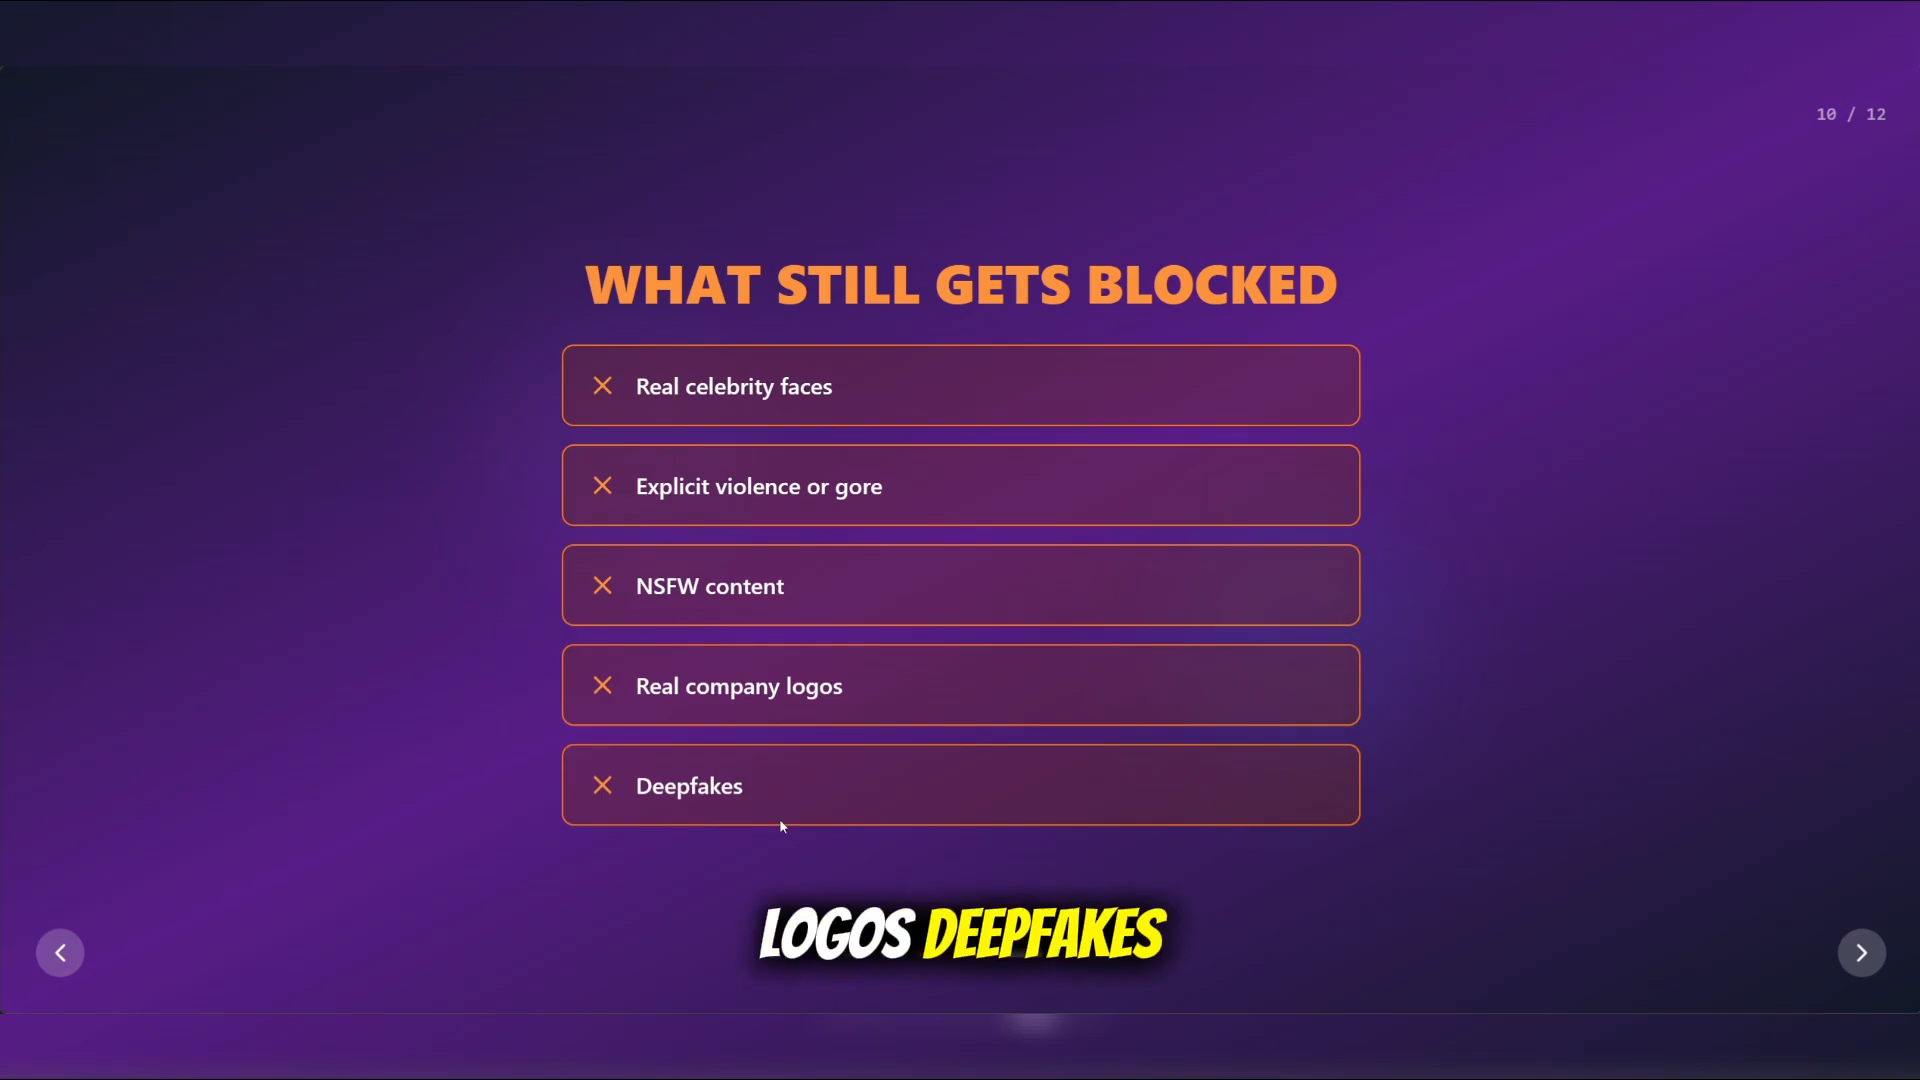 10 / 12
WHAT STILL GETS BLOCKED
Real celebrity faces
Explicit violence or gore
NSFW content
Real company logos
Deepfakes
LOGOS DEEPFAKES